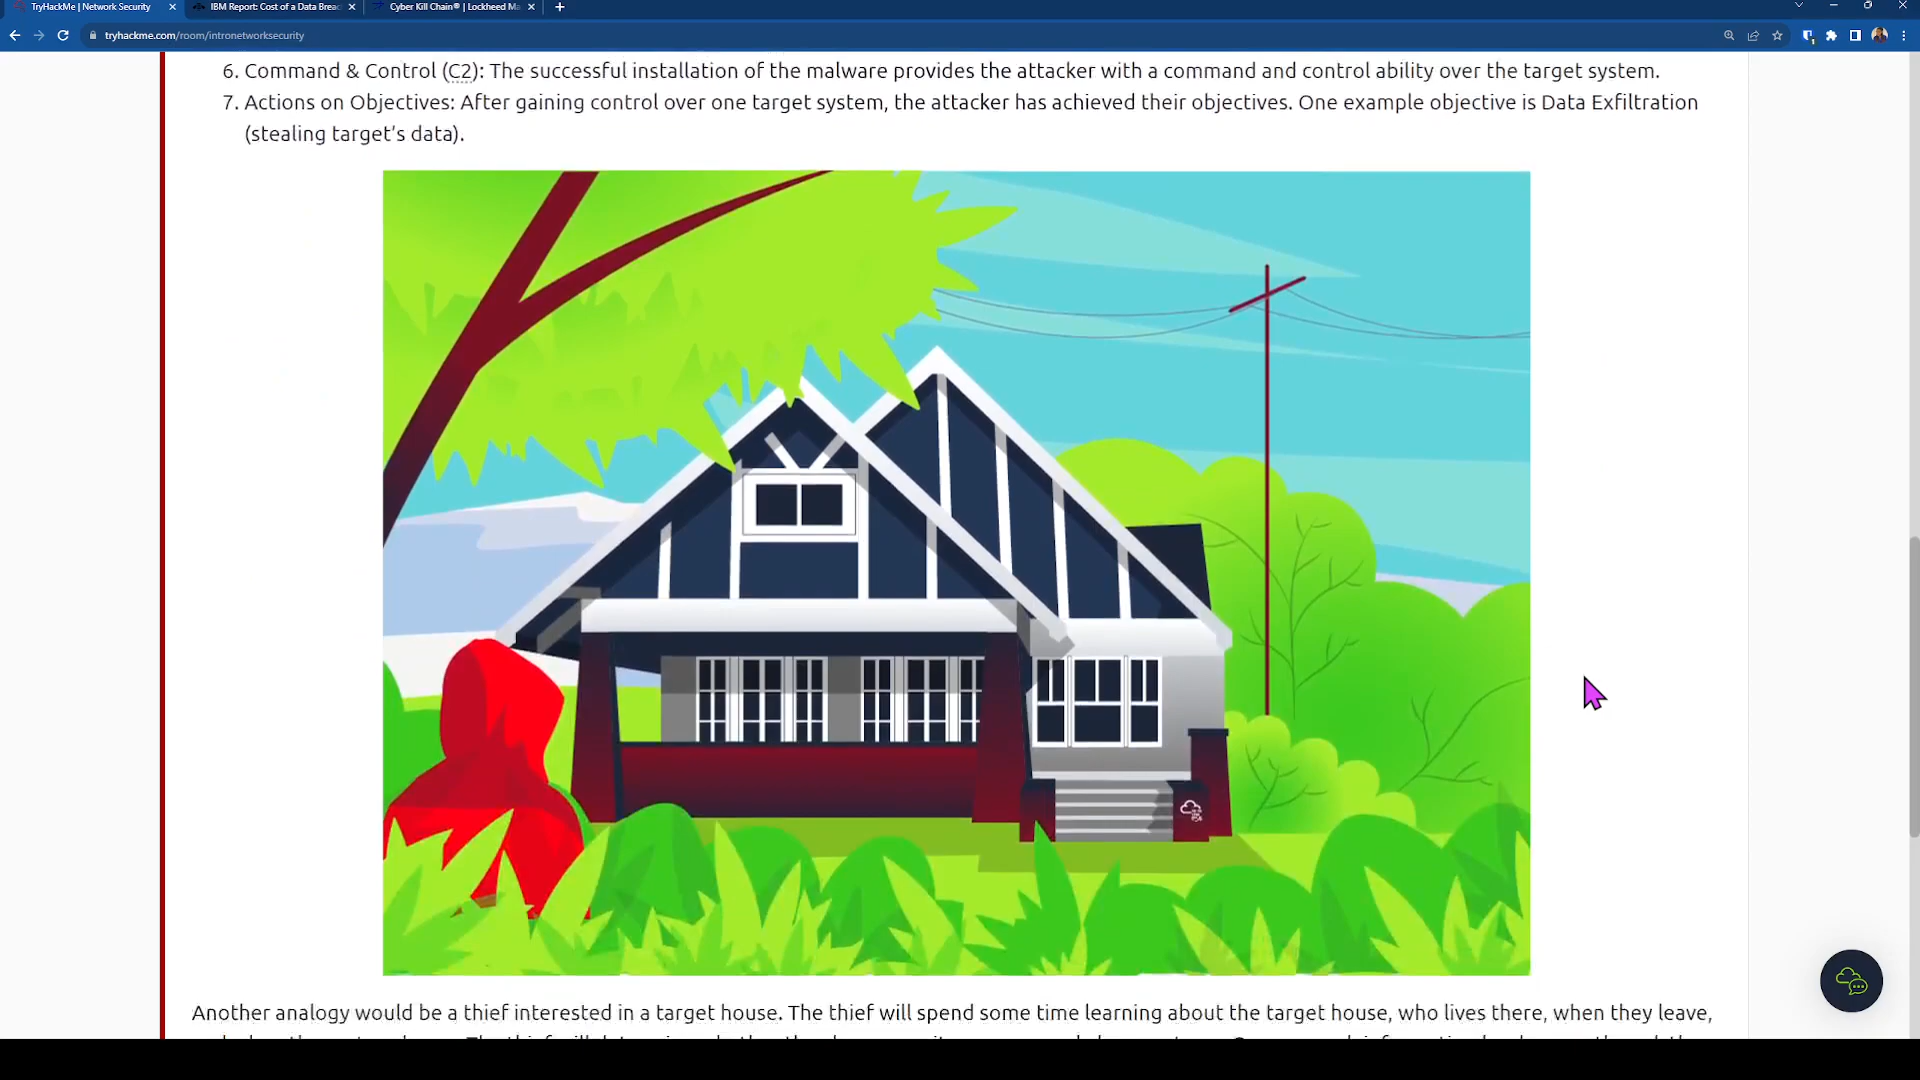 TryHackMe | Network Security
IBM Report: Cost of a Data Breac
Cyber Kill Chain® | Lockheed Ma
tryhackme.com/room/intronetworksecurity
6. Command & Control (C2): The successful installation of the malware provides the attacker with a command and control ability over the target system.
7. Actions on Objectives: After gaining control over one target system, the attacker has achieved their objectives. One example objective is Data Exfiltration
(stealing target's data).
Another analogy would be a thief interested in a target house. The thief will spend some time learning about the target house, who lives there, when they leave,